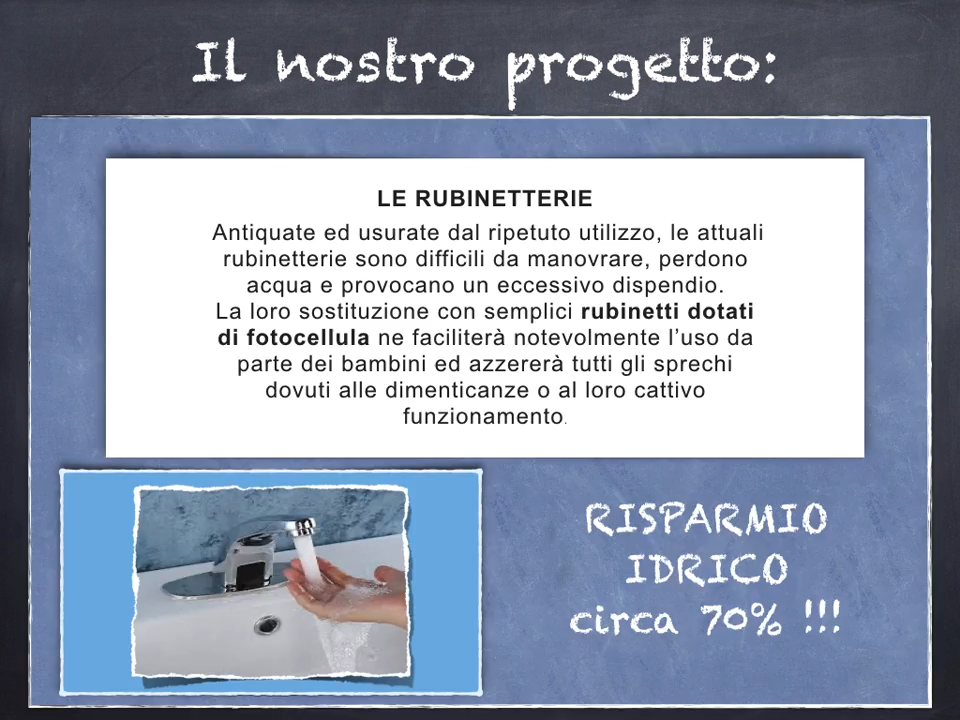 Il nostro progetto:
LE RUBINETTERIE
Antiquate ed usurate dal ripetuto utilizzo, le attuali
rubinetterie sono difficili da manovrare, perdono
acqua e provocano un eccessivo dispendio.
La loro sostituzione con semplici rubinetti dotati
di fotocellula ne faciliterà notevolmente l’uso da
parte dei bambini ed azzererà tutti gli sprechi
dovuti alle dimenticanze o al loro cattivo
funzionamento.
RISPARMIO
IDRICO
circa 70% !!!